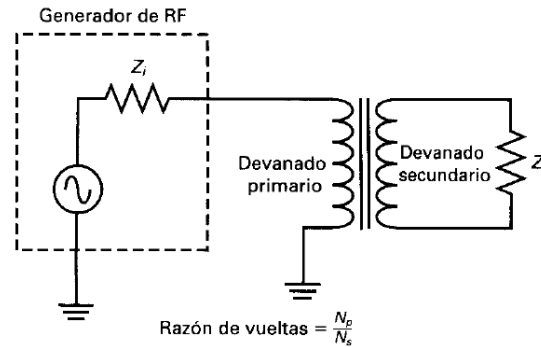 Generador de RF
Z_i
Devanado
primario
Devanado
secundario
Z
Razón de vueltas = N_p/N_s